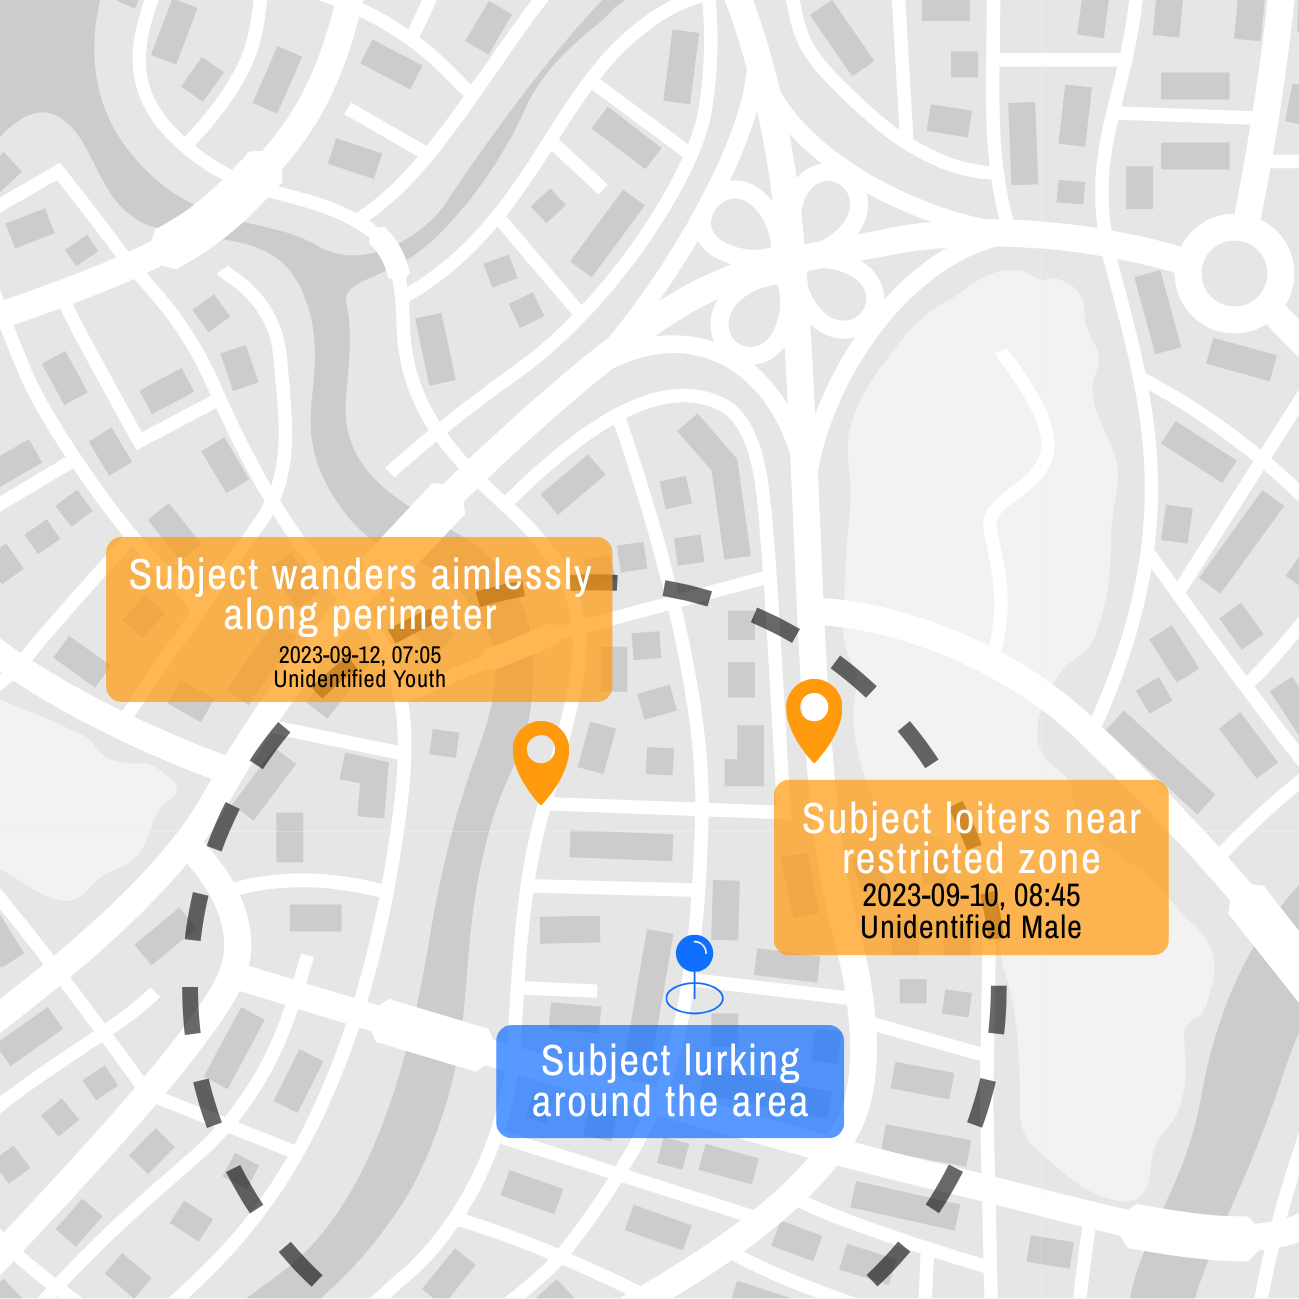 Subject wanders aimlessly
along perimeter
2023-09-12, 07:05
Unidentified Youth
Subject loiters near
restricted zone
2023-09-10, 08:45
Unidentified Male
Subject lurking
around the area